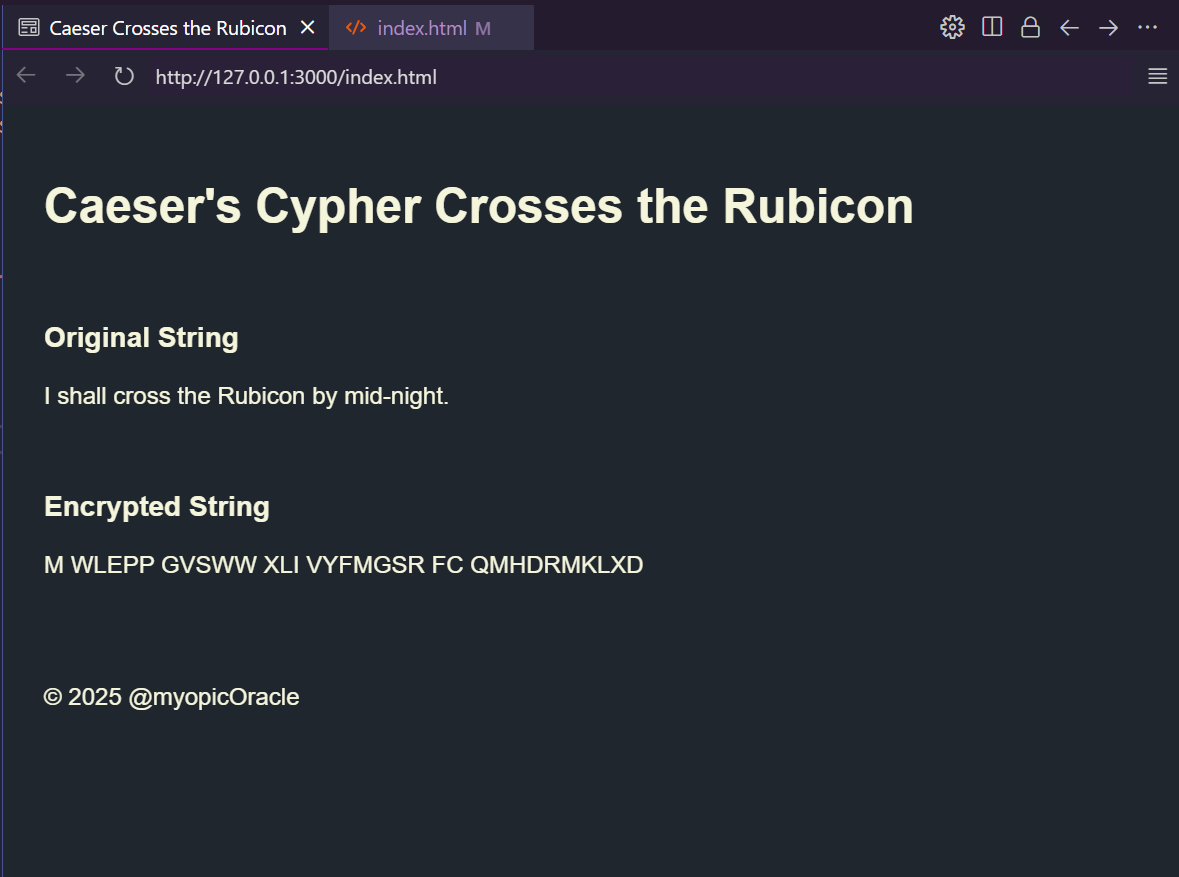 Caeser Crosses the Rubicon index.html M
http://127.0.0.1:3000/index.html
Caeser's Cypher Crosses the Rubicon
Original String
I shall cross the Rubicon by mid-night.
Encrypted String
M WLEPP GVSWW XLI VYFMGSR FC QMHDRMKLXD
© 2025 @myopicOracle